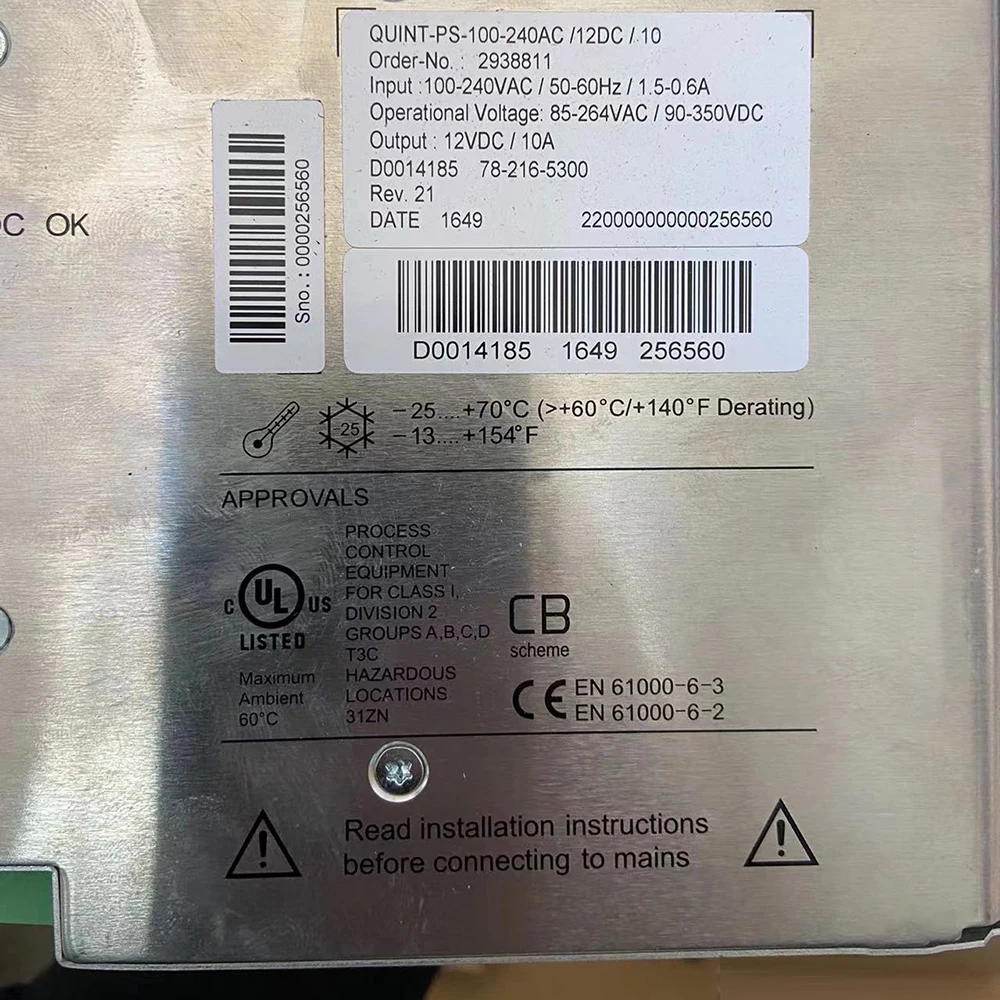 QUINT-PS-100-240AC /12DC / 10
Order-No. : 2938811
Input :100-240VAC / 50-60Hz / 1.5-0.6A
Operational Voltage: 85-264VAC / 90-350VDC
Output : 12VDC / 10A
D0014185 78-216-5300
Rev. 21
DATE 1649 220000000000256560
Sno. : 0000256560
D0014185 1649 256560
OK
-25
–25....+70°C (>+60°C/+140°F Derating)
–13....+154°F
APPROVALS
C UL US
LISTED
Maximum
Ambient
60°C
PROCESS
CONTROL
EQUIPMENT
FOR CLASS I,
DIVISION 2
GROUPS A,B,C,D
T3C
HAZARDOUS
LOCATIONS
31ZN
CB
scheme
CE EN 61000-6-3
EN 61000-6-2
Read installation instructions
before connecting to mains